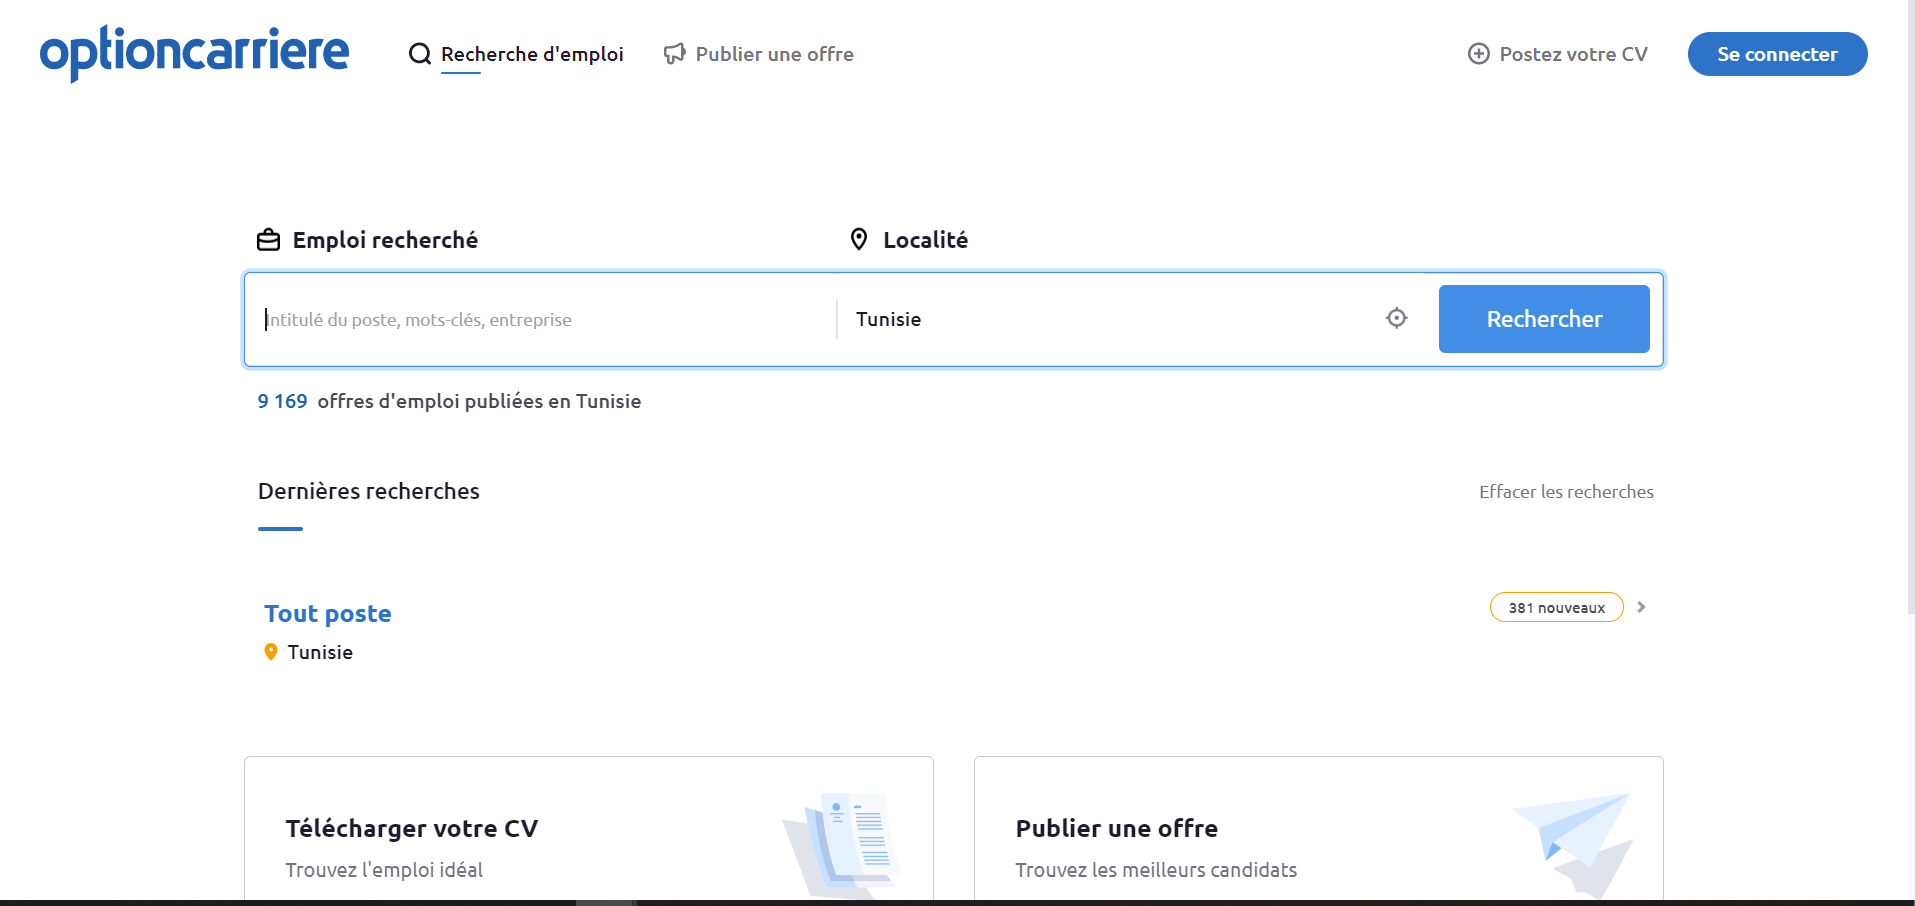 optioncarriere
Recherche d'emploi
Publier une offre
Postez votre CV
Se connecter
Emploi recherché
Localité
Intitulé du poste, mots-clés, entreprise
Tunisie
Rechercher
9 169 offres d'emploi publiées en Tunisie
Dernières recherches
Effacer les recherches
Tout poste
381 nouveaux
Tunisie
Télécharger votre CV
Trouvez l'emploi idéal
Publier une offre
Trouvez les meilleurs candidats